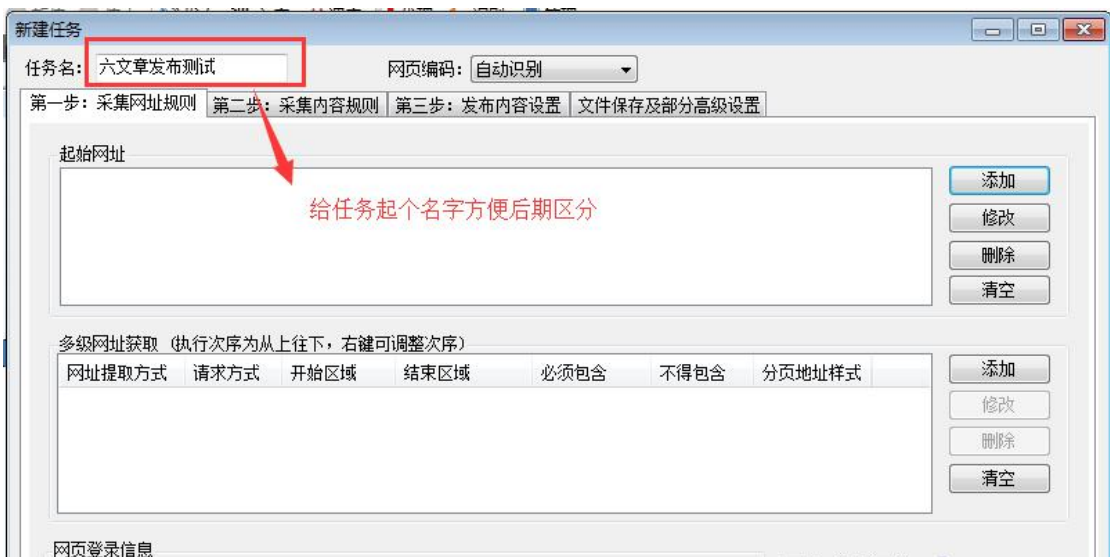 新建任务
任务名: 六文章发布测试 网页编码: 自动识别
第一步: 采集网址规则 第二步: 采集内容规则 第三步: 发布内容设置 文件保存及部分高级设置
起始网址
添加
给任务起个名字方便后期区分
修改
删除
清空
多级网址获取 (执行次序为从上往下, 右键可调整次序)
网址提取方式 请求方式 开始区域 结束区域 必须包含 不得包含 分页地址样式
添加
修改
删除
清空
网页登录信息